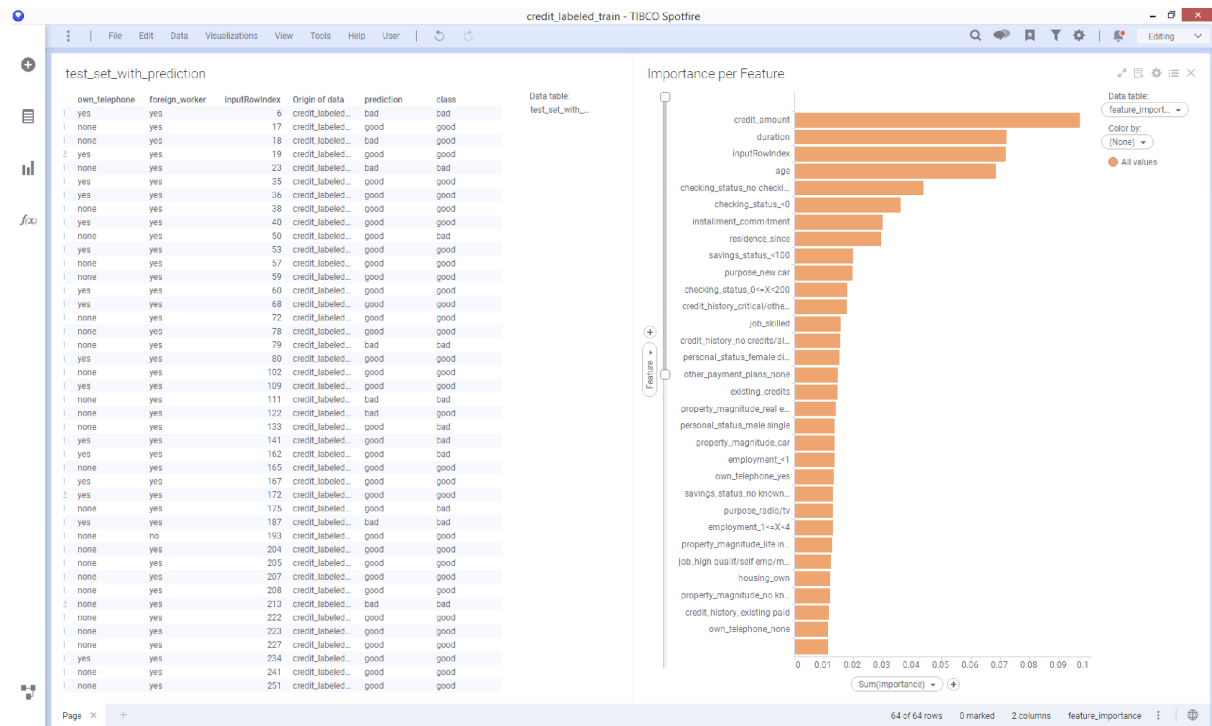 credit_labeled_train - TIBCO Spotfire
File Edit Data Visualizations View Tools Help User Editing
test_set_with_prediction
own_telephone foreign_worker inputRowIndex Origin of data prediction class
yes yes 6 credit_labeled... bad bad
none yes 17 credit_labeled... good good
none yes 18 credit_labeled... bad bad
yes yes 19 credit_labeled... good good
none yes 23 credit_labeled... bad bad
yes yes 35 credit_labeled... good good
yes yes 36 credit_labeled... good good
none yes 38 credit_labeled... good good
yes yes 40 credit_labeled... good good
none yes 50 credit_labeled... good bad
yes yes 53 credit_labeled... good good
none yes 57 credit_labeled... good good
none yes 59 credit_labeled... good good
yes yes 60 credit_labeled... good good
yes yes 68 credit_labeled... good good
none yes 72 credit_labeled... good good
none yes 78 credit_labeled... good good
none yes 79 credit_labeled... bad bad
yes yes 80 credit_labeled... good good
none yes 102 credit_labeled... good good
yes yes 109 credit_labeled... good good
none yes 111 credit_labeled... bad bad
none yes 122 credit_labeled... bad good
none yes 133 credit_labeled... good bad
yes yes 141 credit_labeled... good bad
yes yes 162 credit_labeled... good bad
none yes 165 credit_labeled... good good
yes yes 167 credit_labeled... good good
yes yes 172 credit_labeled... good good
none yes 175 credit_labeled... good bad
yes yes 187 credit_labeled... bad bad
none no 193 credit_labeled... good good
none yes 204 credit_labeled... good good
none yes 205 credit_labeled... good good
none yes 207 credit_labeled... good good
none yes 208 credit_labeled... good good
none yes 213 credit_labeled... bad bad
none yes 222 credit_labeled... good good
none yes 223 credit_labeled... good good
none yes 227 credit_labeled... good good
yes yes 234 credit_labeled... good good
none yes 241 credit_labeled... good good
none yes 251 credit_labeled... good good
Data table:
test_set_with_...
Importance per Feature
Feature
credit_amount
duration
inputRowIndex
age
checking_status_no checki...
checking_status_<0
installment_commitment
residence_since
savings_status_<100
purpose_new car
checking_status_0<=X<200
credit_history_critical/othe...
job_skilled
credit_history_no credits/al...
personal_status_female di...
other_payment_plans_none
existing_credits
property_magnitude_real e...
personal_status_male single
property_magnitude_car
employment_<1
own_telephone_yes
savings_status_no known...
purpose_radio/tv
employment_1<=X<4
property_magnitude_life in...
job_high qualif/self emp/m...
housing_own
property_magnitude_no kn...
credit_history_existing paid
own_telephone_none
0 0.01 0.02 0.03 0.04 0.05 0.06 0.07 0.08 0.09 0.1
Sum(Importance)
Data table:
feature_import...
Color by:
(None)
All values
f(x)
Page
64 of 64 rows 0 marked 2 columns feature_importance